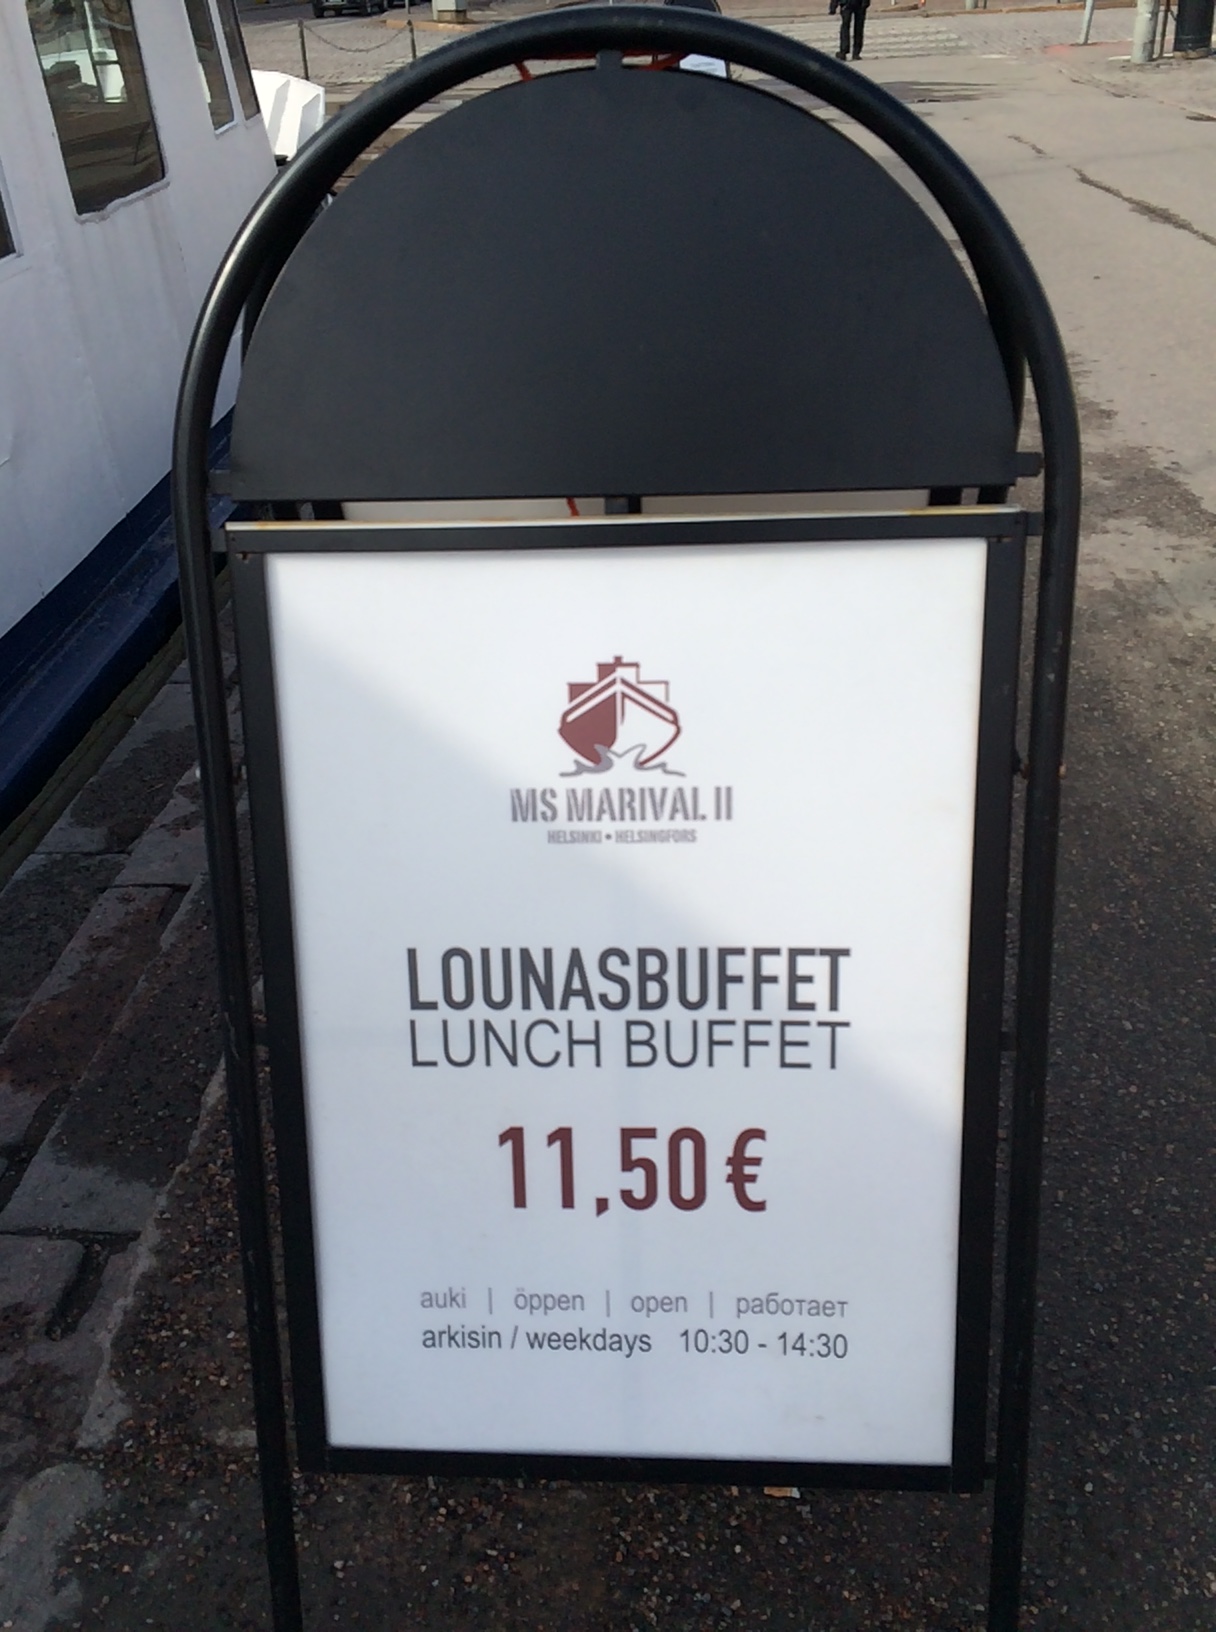 MS MARIVAL II
HELSINKI • HELSINGFORS
LOUNASBUFFET
LUNCH BUFFET
11,50 €
auki | öppen | open | работает
arkisin / weekdays 10:30 - 14:30